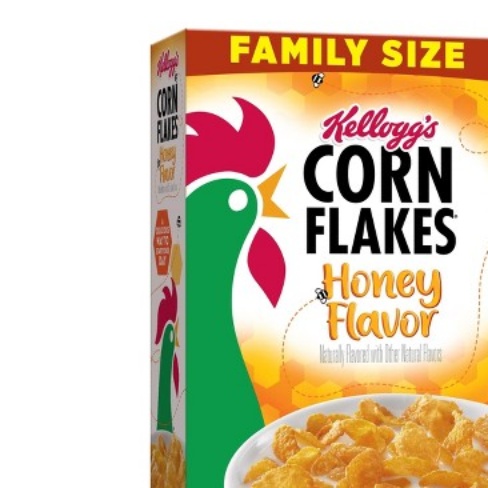 FAMILY SIZE
Kellogg's
CORN
FLAKES
Honey
Flavor
Naturally Flavored with Other Natural Flavors
Kellogg's
CORN
FLAKES
Honey
Flavor